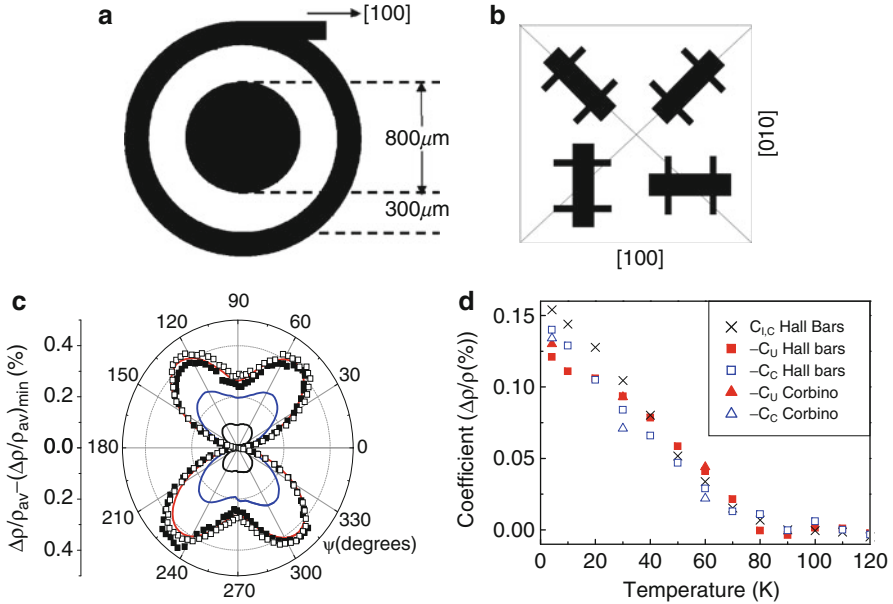 a
[100]
800μm
300μm
b
[010]
[100]
c
Δρ/ρav–(Δρ/ρav)min (%)
0.4
0.2
0.0
0.2
0.4
90
120
60
150
30
180
0
210
330
240
300
270
ψ(degrees)
d
Coefficient (Δρ/ρ(%))
0.15
0.10
0.05
0.00
0
20
40
60
80
100
120
Temperature (K)
CI,C Hall Bars
–CU Hall bars
–CC Hall bars
–CU Corbino
–CC Corbino